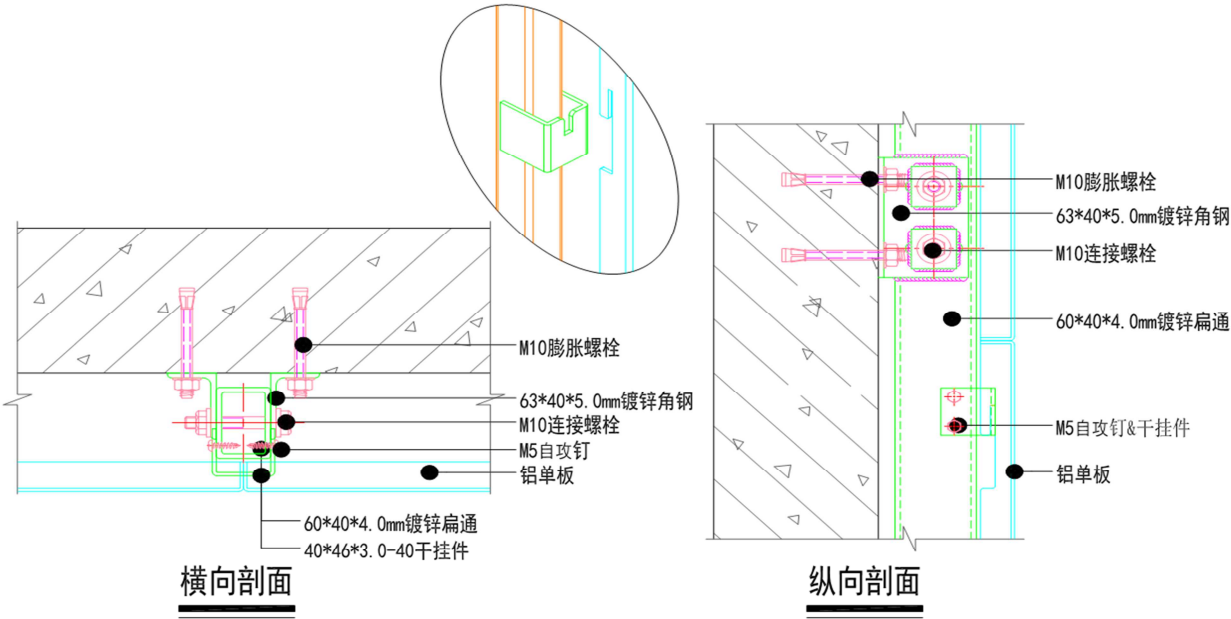 M10膨胀螺栓
63*40*5.0mm镀锌角钢
M10连接螺栓
M5自攻钉
铝单板
60*40*4.0mm镀锌扁通
40*46*3.0-40干挂件
横向剖面
M10膨胀螺栓
63*40*5.0mm镀锌角钢
M10连接螺栓
60*40*4.0mm镀锌扁通
M5自攻钉&干挂件
铝单板
纵向剖面